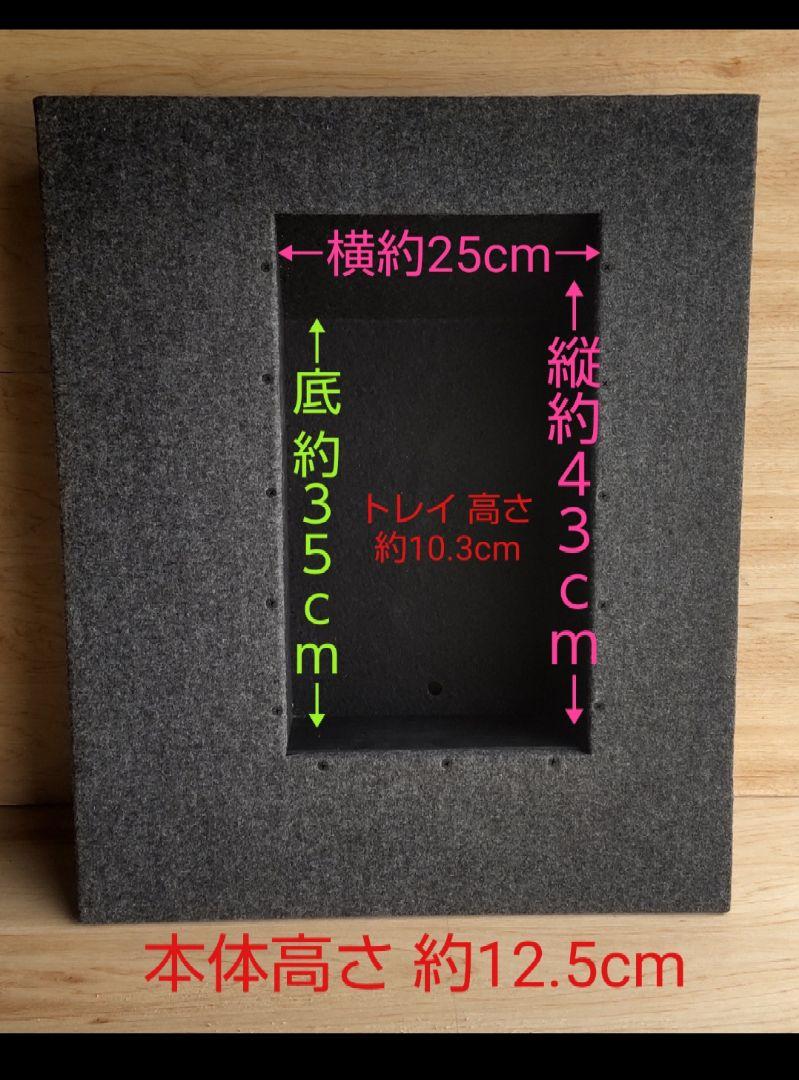 ←横約25cm→
←底 約35cm→
←縦約43cm→
トレイ 高さ
約10.3cm
本体高さ 約12.5cm